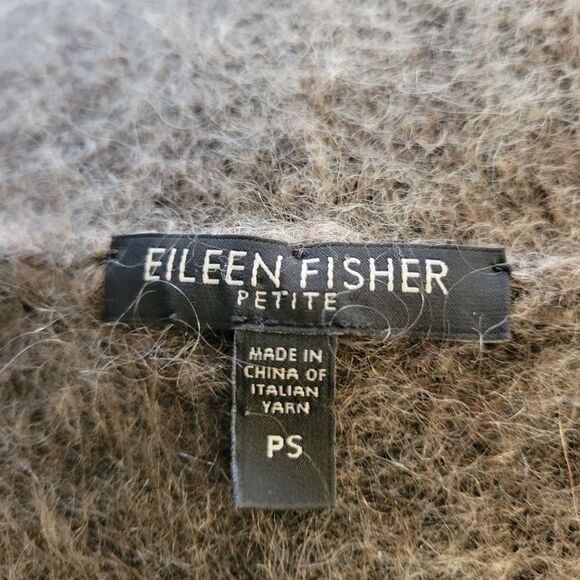 EILEEN FISHER
PETITE
MADE IN
CHINA OF
ITALIAN
YARN
PS